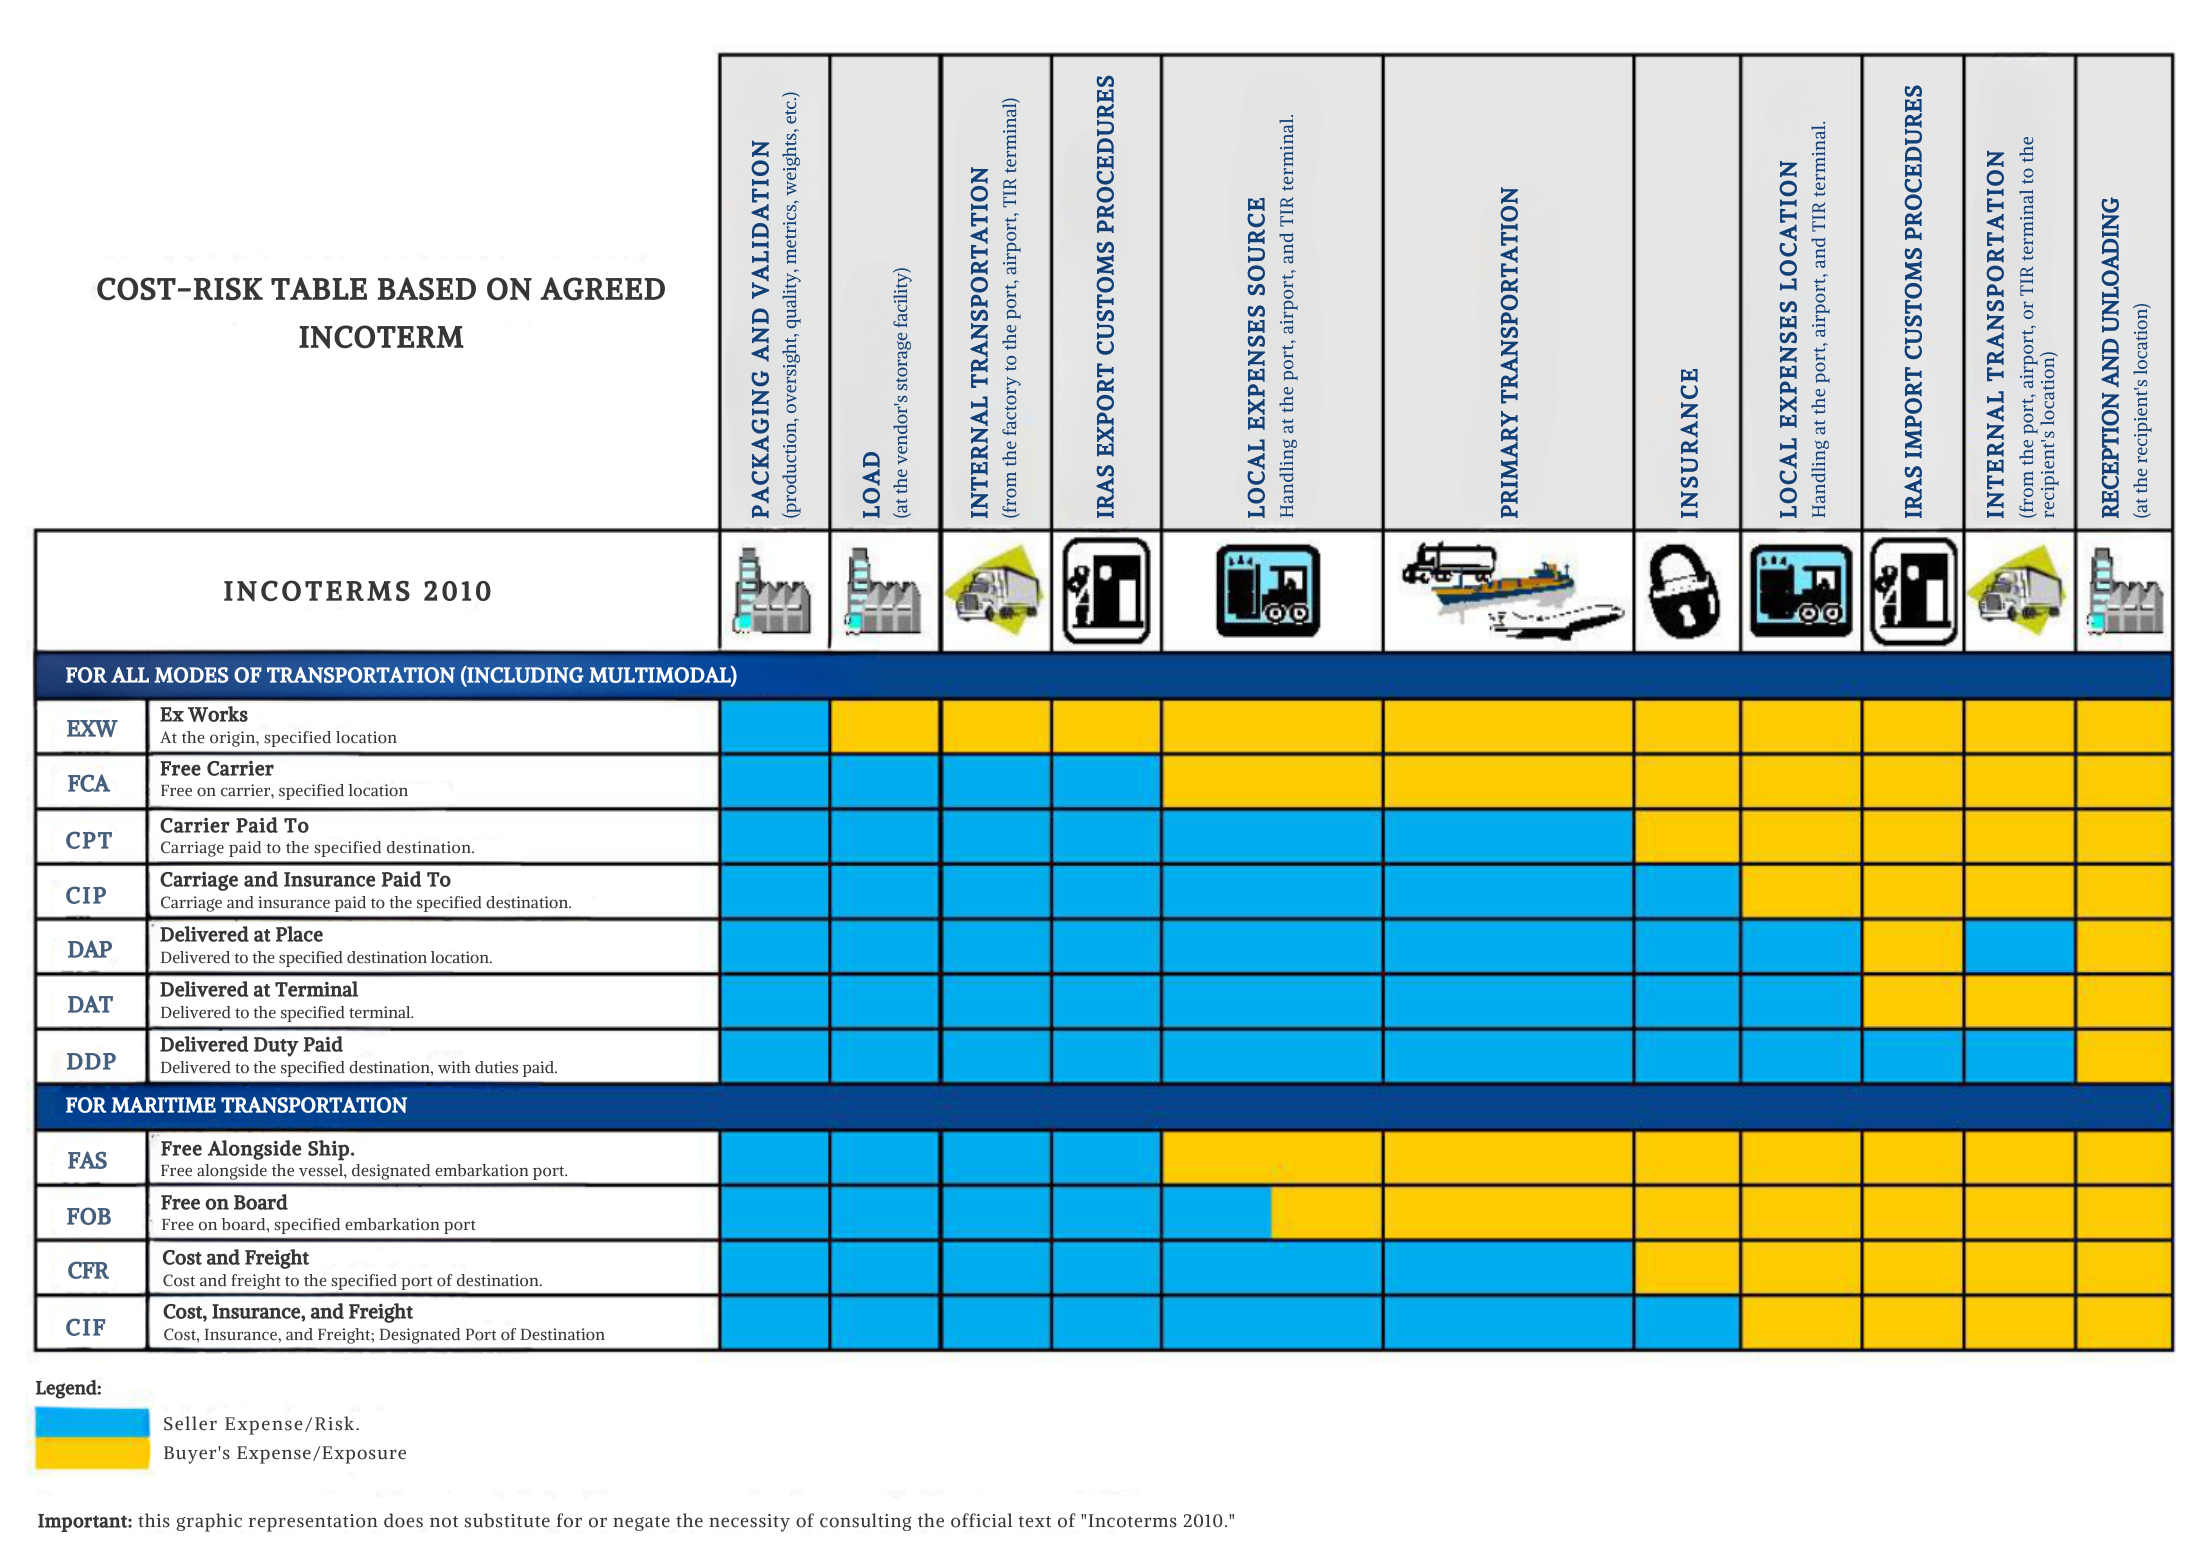 COST-RISK TABLE BASED ON AGREED
INCOTERM
PACKAGING AND VALIDATION
(production, oversight, quality, metrics, weights, etc.)
LOAD
(at the vendor's storage facility)
INTERNAL TRANSPORTATION
(from the factory to the port, airport, TIR terminal)
IRAS EXPORT CUSTOMS PROCEDURES
LOCAL EXPENSES SOURCE
Handling at the port, airport, and TIR terminal.
PRIMARY TRANSPORTATION
INSURANCE
LOCAL EXPENSES LOCATION
Handling at the port, airport, and TIR terminal.
IRAS IMPORT CUSTOMS PROCEDURES
INTERNAL TRANSPORTATION
(from the port, airport, or TIR terminal to the
recipient's location)
RECEPTION AND UNLOADING
(at the recipient's location)
INCOTERMS 2010
FOR ALL MODES OF TRANSPORTATION (INCLUDING MULTIMODAL)
EXW
Ex Works
At the origin, specified location
FCA
Free Carrier
Free on carrier, specified location
CPT
Carrier Paid To
Carriage paid to the specified destination.
CIP
Carriage and Insurance Paid To
Carriage and insurance paid to the specified destination.
DAP
Delivered at Place
Delivered to the specified destination location.
DAT
Delivered at Terminal
Delivered to the specified terminal.
DDP
Delivered Duty Paid
Delivered to the specified destination, with duties paid.
FOR MARITIME TRANSPORTATION
FAS
Free Alongside Ship.
Free alongside the vessel, designated embarkation port.
FOB
Free on Board
Free on board, specified embarkation port
CFR
Cost and Freight
Cost and freight to the specified port of destination.
CIF
Cost, Insurance, and Freight
Cost, Insurance, and Freight; Designated Port of Destination
Legend:
Seller Expense/Risk.
Buyer's Expense/Exposure
Important: this graphic representation does not substitute for or negate the necessity of consulting the official text of "Incoterms 2010."